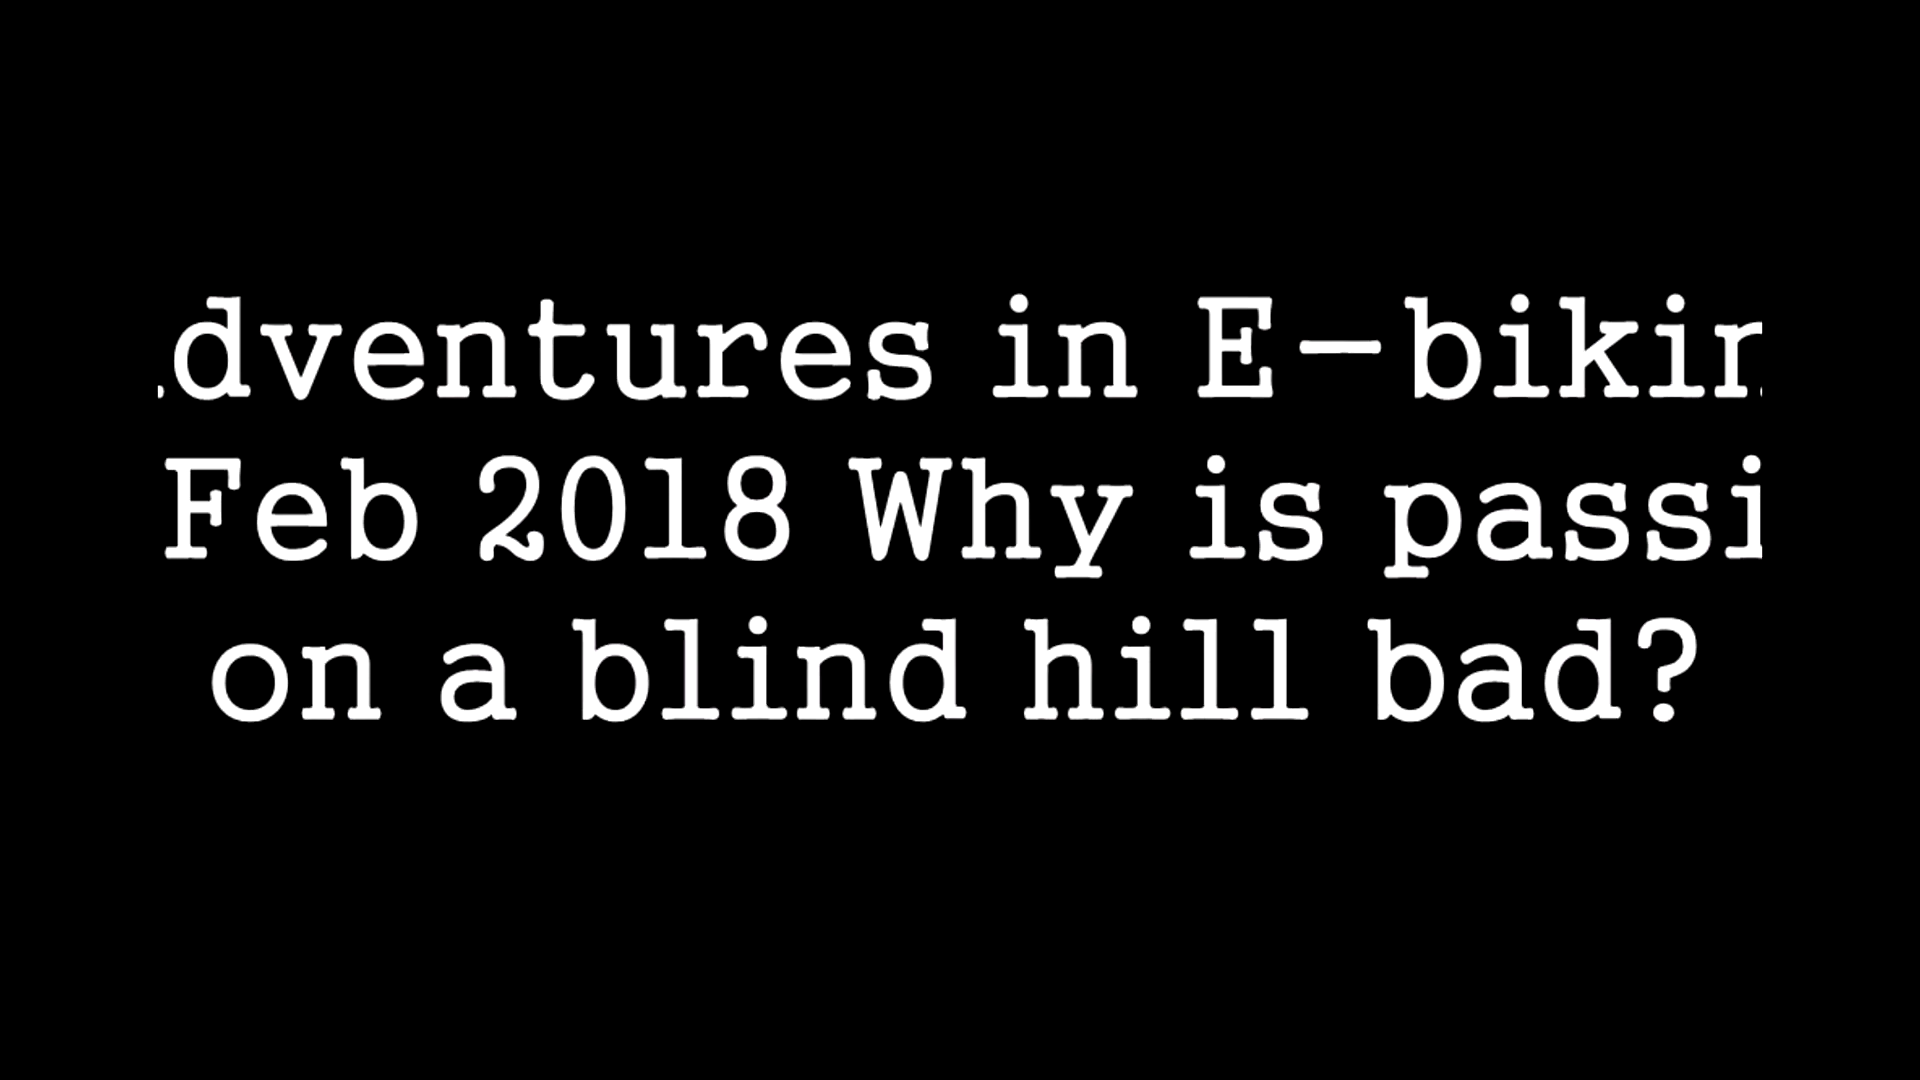 dventures in E-bikin
Feb 2018 Why is passi
on a blind hill bad?